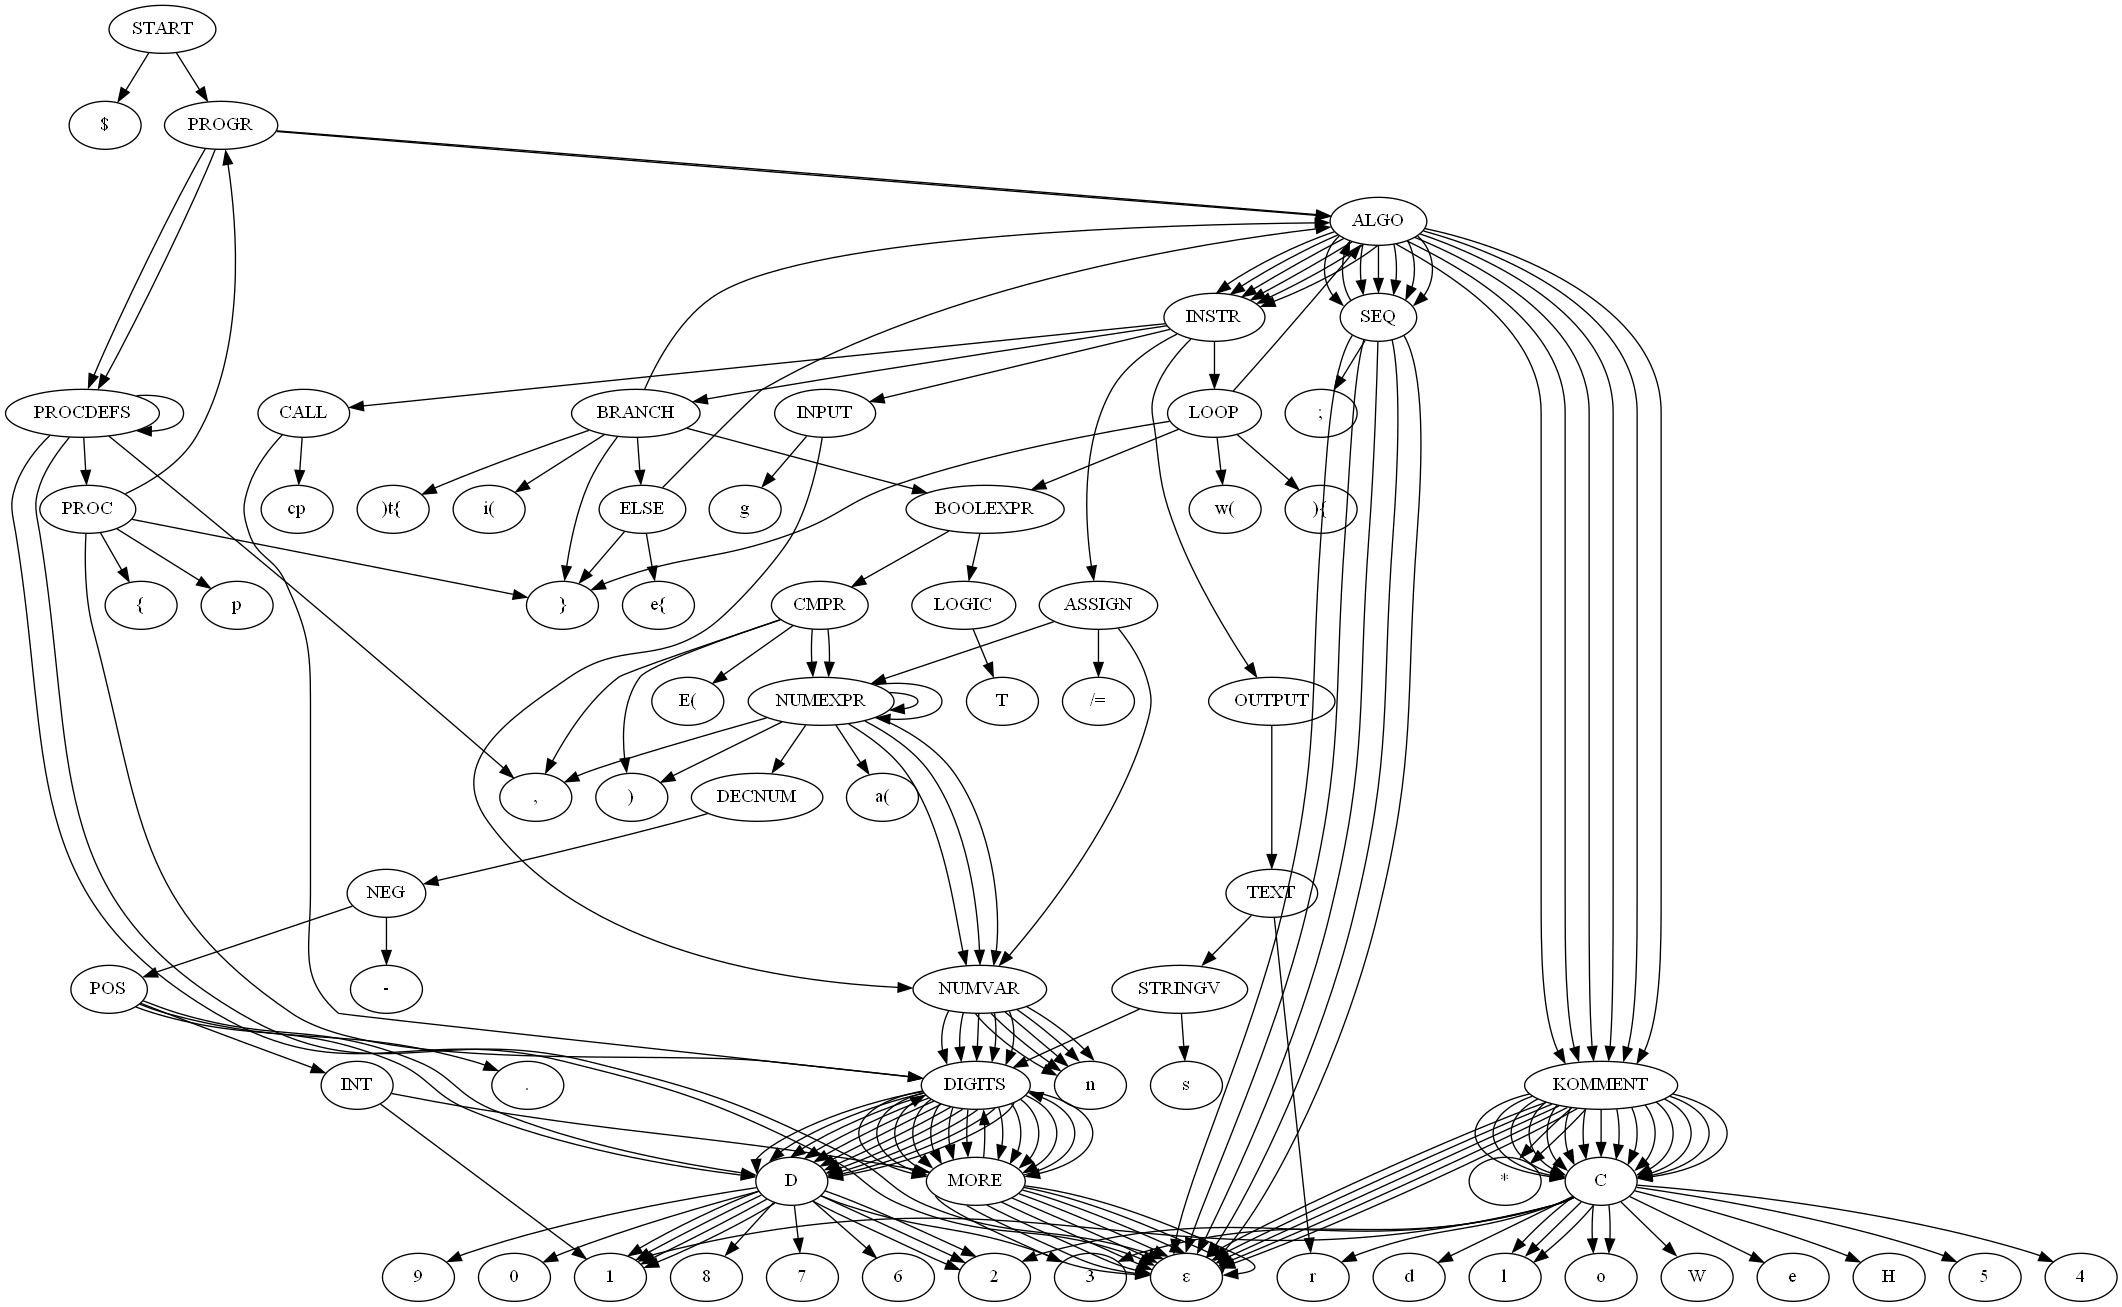 START
$ PROGR
ALGO
INSTR SEQ
PROCDEFS CALL BRANCH INPUT LOOP ;
PROC cp )t{ i( ELSE g BOOLEXPR w( ){
{ p } e{ CMPR LOGIC ASSIGN
E( NUMEXPR T /= OUTPUT
, ) DECNUM a(
NEG TEXT
POS - NUMVAR STRINGV
INT . DIGITS n s KOMMENT
D MORE * C
9 0 1 8 7 6 2 3 ε r d l o W e H 5 4